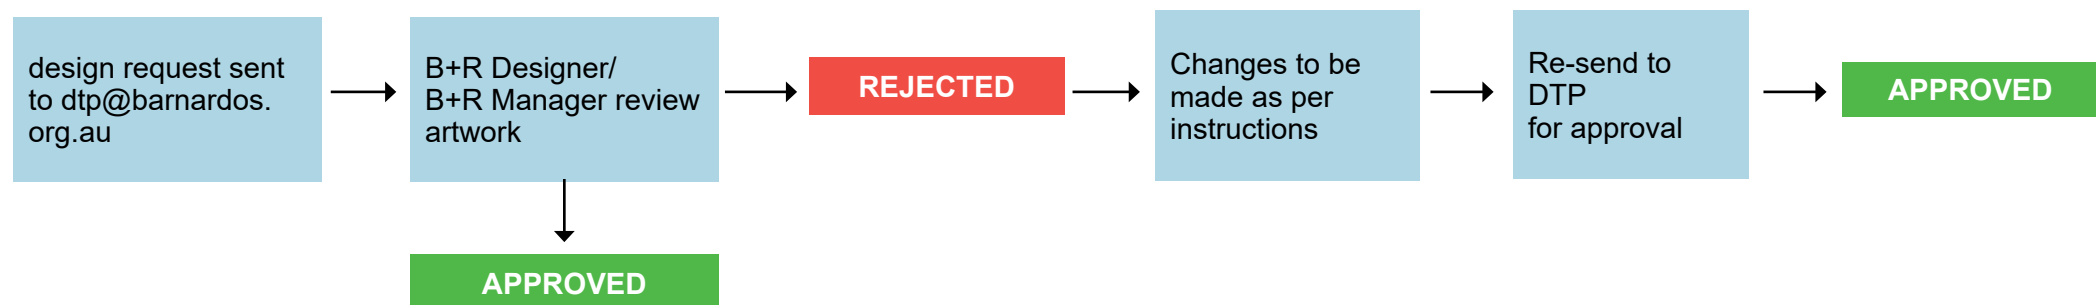 design request sent
to dtp@barnardos.
org.au
B+R Designer/
B+R Manager review
artwork
REJECTED
Changes to be
made as per
instructions
Re-send to
DTP
for approval
APPROVED
APPROVED